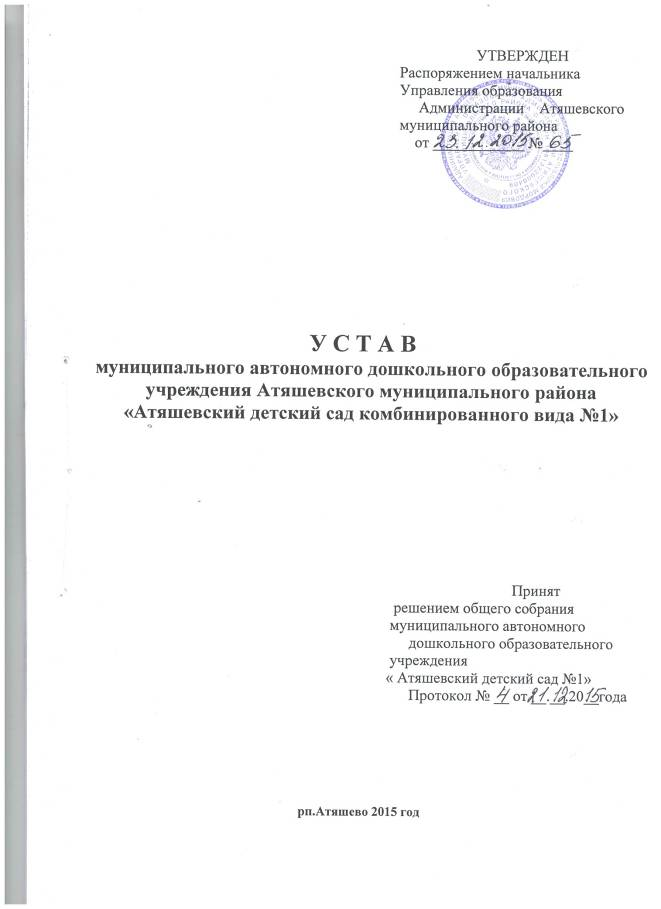 УТВЕРЖДЕН
Распоряжением начальника
Управления образования
Администрации Атяшевского
муниципального района
от 23.12.2015 № 65
У С Т А В
муниципального автономного дошкольного образовательного
учреждения Атяшевского муниципального района
«Атяшевский детский сад комбинированного вида №1»
Принят
решением общего собрания
муниципального автономного
дошкольного образовательного
учреждения
« Атяшевский детский сад №1»
Протокол № 4 от 21.12.2015года
рп.Атяшево 2015 год